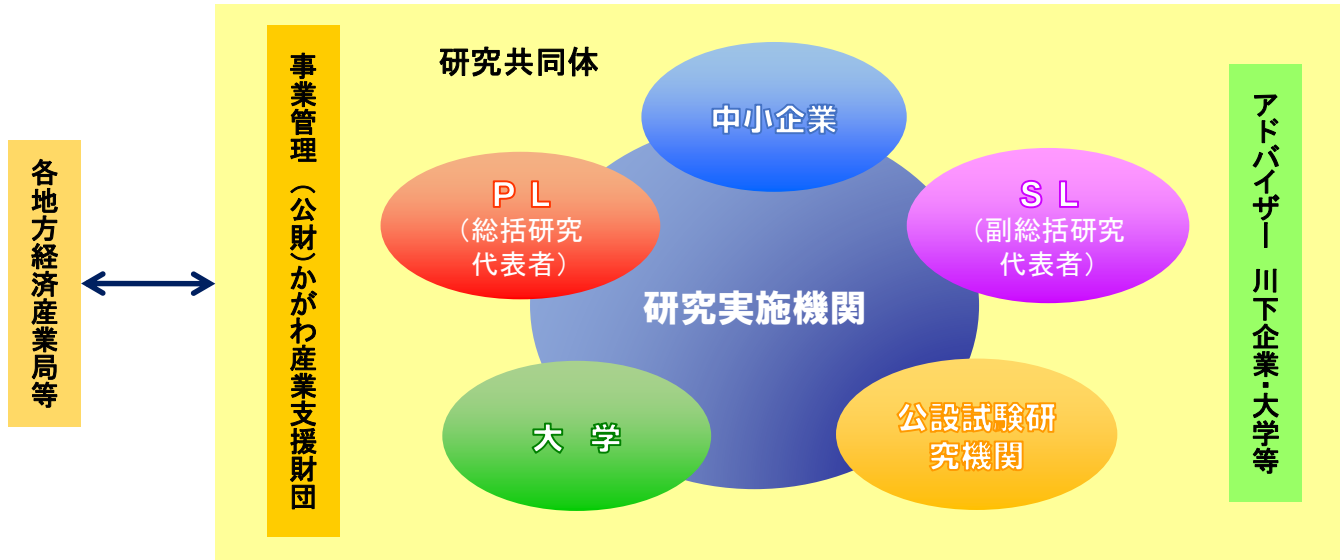 各地方経済産業局等
事業管理（公財）かがわ産業支援財団
研究共同体
中小企業
ＰＬ
（総括研究
代表者）
ＳＬ
（副総括研究
代表者）
研究実施機関
大　学
公設試験研
究機関
アドバイザー　川下企業・大学等